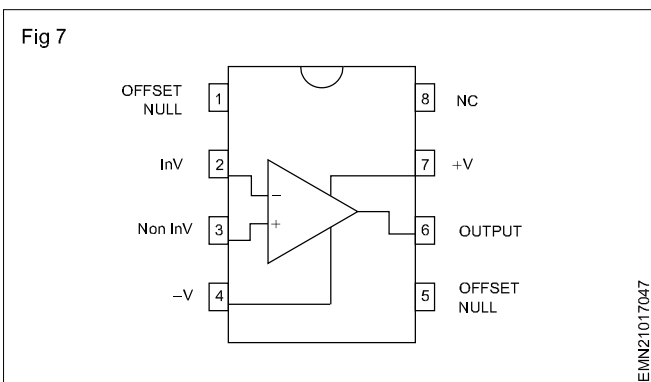 Fig 7
OFFSET
NULL
1
8
NC
InV
2
7
+V
−
Non InV
3
+
6
OUTPUT
−V
4
5
OFFSET
NULL
EMN21017047